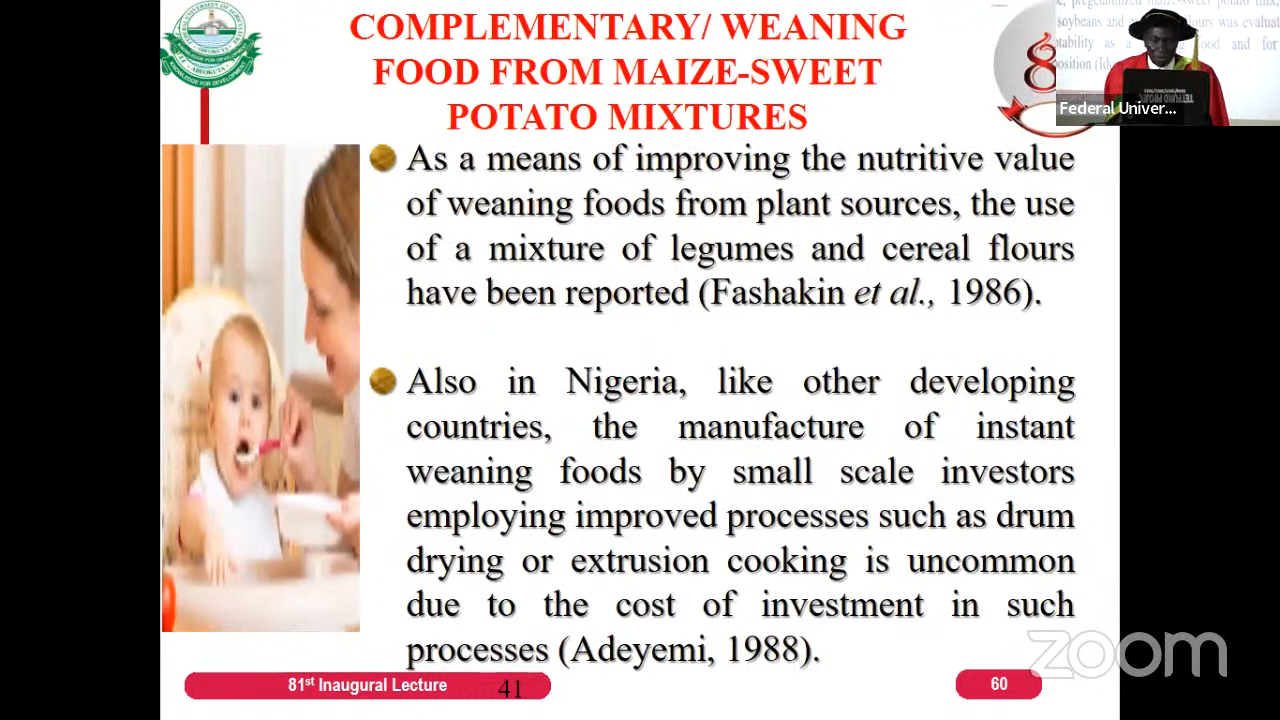 COMPLEMENTARY/ WEANING
FOOD FROM MAIZE-SWEET
POTATO MIXTURES
As a means of improving the nutritive value
of weaning foods from plant sources, the use
of a mixture of legumes and cereal flours
have been reported (Fashakin et al., 1986).
Also in Nigeria, like other developing
countries, the manufacture of instant
weaning foods by small scale investors
employing improved processes such as drum
drying or extrusion cooking is uncommon
due to the cost of investment in such
processes (Adeyemi, 1988).
81st Inaugural Lecture
41
60
Federal Univer...
zoom